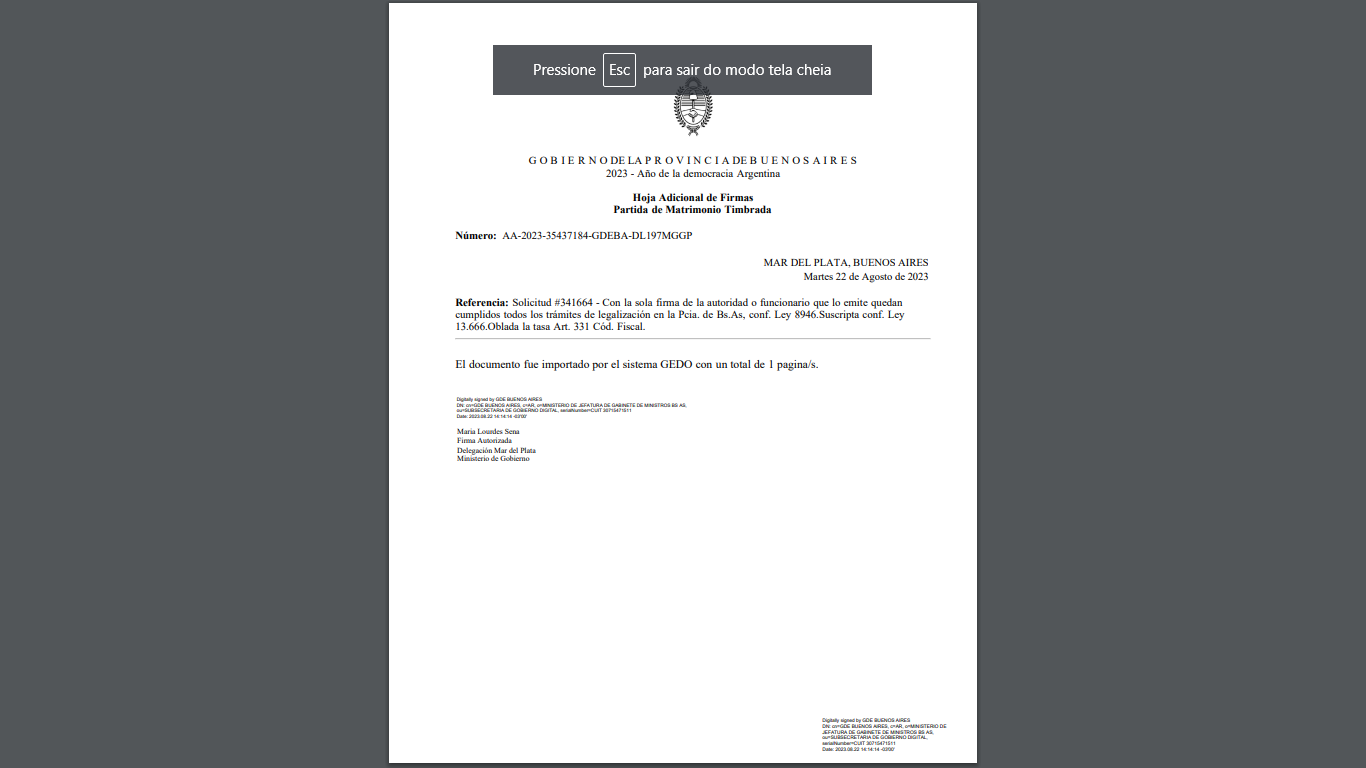 Pressione Esc para sair do modo tela cheia
G O B I E R N O DE LA P R O V I N C I A DE B U E N O S A I R E S
2023 - Año de la democracia Argentina
Hoja Adicional de Firmas
Partida de Matrimonio Timbrada
Número: AA-2023-35437184-GDEBA-DL197MGGP
MAR DEL PLATA, BUENOS AIRES
Martes 22 de Agosto de 2023
Referencia: Solicitud #341664 - Con la sola firma de la autoridad o funcionario que lo emite quedan
cumplidos todos los trámites de legalización en la Pcia. de Bs.As, conf. Ley 8946.Suscripta conf. Ley
13.666.Oblada la tasa Art. 331 Cód. Fiscal.
El documento fue importado por el sistema GEDO con un total de 1 pagina/s.
Digitally signed by GDE BUENOS AIRES
DN: cn=GDE BUENOS AIRES, c=AR, o=MINISTERIO DE JEFATURA DE GABINETE DE MINISTROS BS AS,
ou=SUBSECRETARIA DE GOBIERNO DIGITAL, serialNumber=CUIT 30715471511
Date: 2023.08.22 14:14:14 -03'00'
Maria Lourdes Sena
Firma Autorizada
Delegación Mar del Plata
Ministerio de Gobierno
Digitally signed by GDE BUENOS AIRES
DN: cn=GDE BUENOS AIRES, c=AR, o=MINISTERIO DE
JEFATURA DE GABINETE DE MINISTROS BS AS,
ou=SUBSECRETARIA DE GOBIERNO DIGITAL,
serialNumber=CUIT 30715471511
Date: 2023.08.22 14:14:14 -03'00'